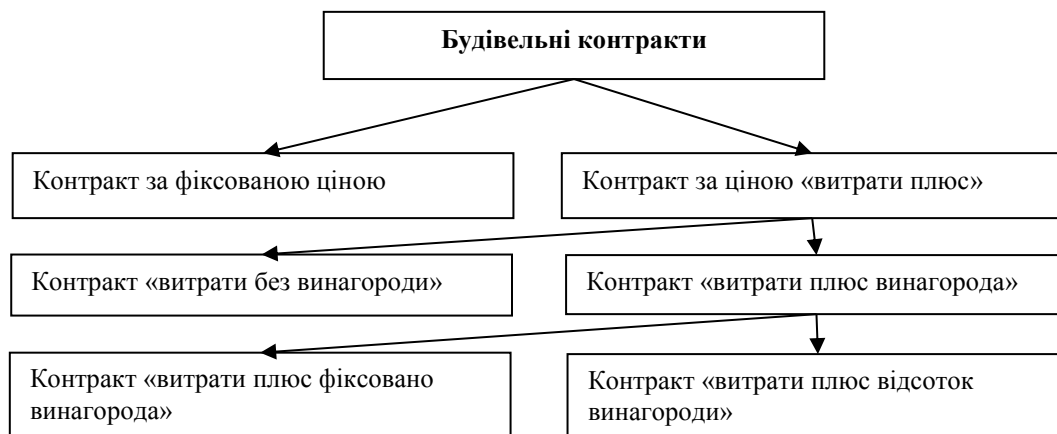 Будівельні контракти
Контракт за фіксованою ціною
Контракт за ціною «витрати плюс»
Контракт «витрати без винагороди»
Контракт «витрати плюс винагорода»
Контракт «витрати плюс фіксовано
винагорода»
Контракт «витрати плюс відсоток
винагороди»